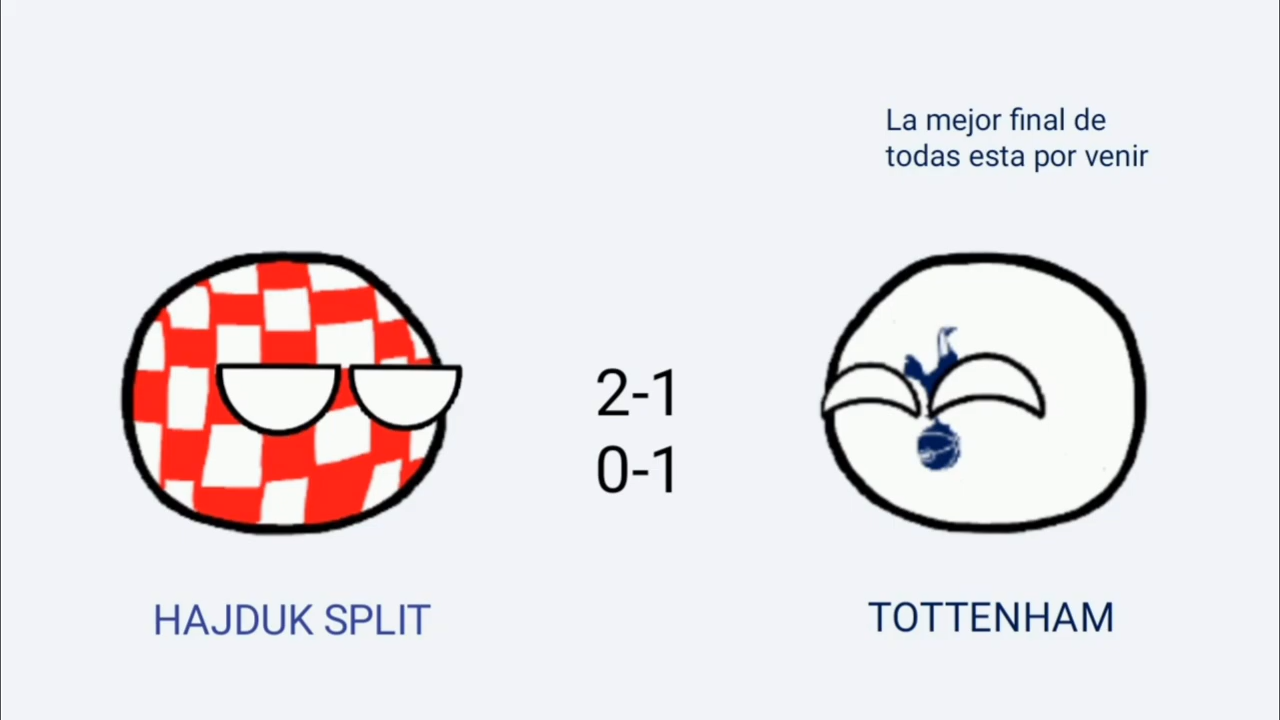 La mejor final de
todas esta por venir
2-1
0-1
HAJDUK SPLIT
TOTTENHAM